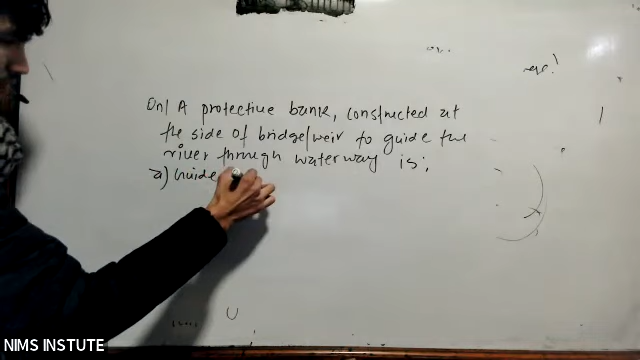 Qn/ A protective bank, constructed at
the side of bridge/weir to guide the
river through waterway is:
a) Guide
NIMS INSTUTE